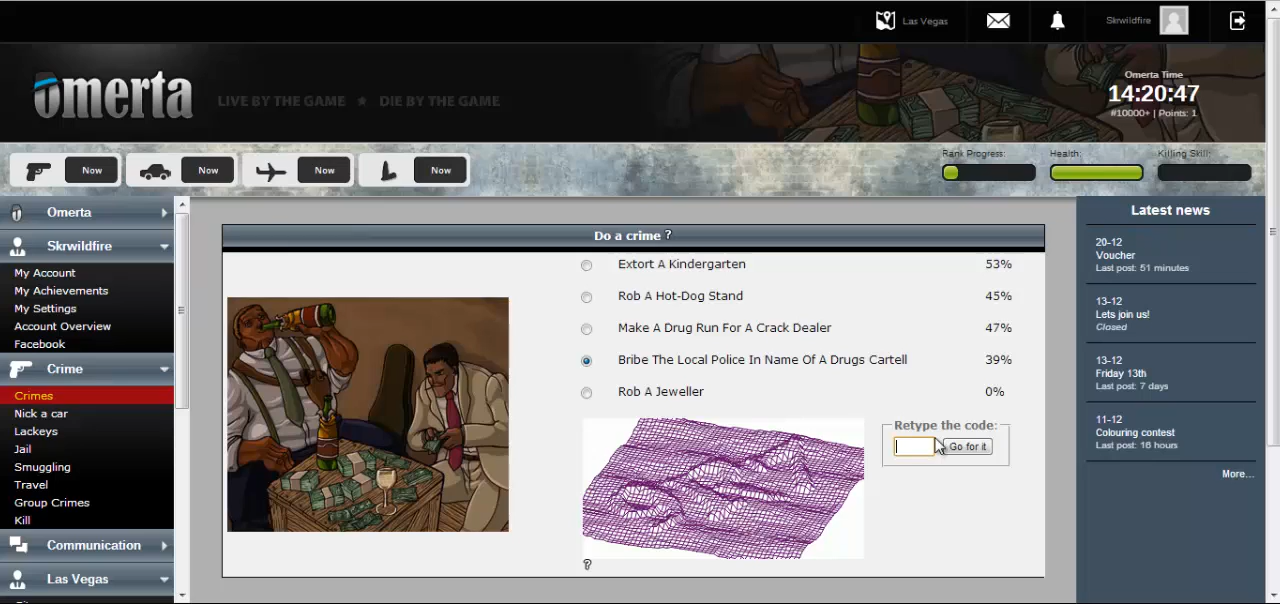 Las Vegas
Skrwildfire
Omerta
LIVE BY THE GAME ★ DIE BY THE GAME
Omerta Time
14:20:47
#10000+ | Points: 1
Now
Now
Now
Now
Rank Progress:
Health:
Killing Skill:
Omerta
Skrwildfire
My Account
My Achievements
My Settings
Account Overview
Facebook
Crime
Crimes
Nick a car
Lackeys
Jail
Smuggling
Travel
Group Crimes
Kill
Communication
Las Vegas
Do a crime ?
Extort A Kindergarten 53%
Rob A Hot-Dog Stand 45%
Make A Drug Run For A Crack Dealer 47%
Bribe The Local Police In Name Of A Drugs Cartell 39%
Rob A Jeweller 0%
Retype the code:
Go for it
?
Latest news
20-12
Voucher
Last post: 51 minutes
13-12
Lets join us!
Closed
13-12
Friday 13th
Last post: 7 days
11-12
Colouring contest
Last post: 16 hours
More...